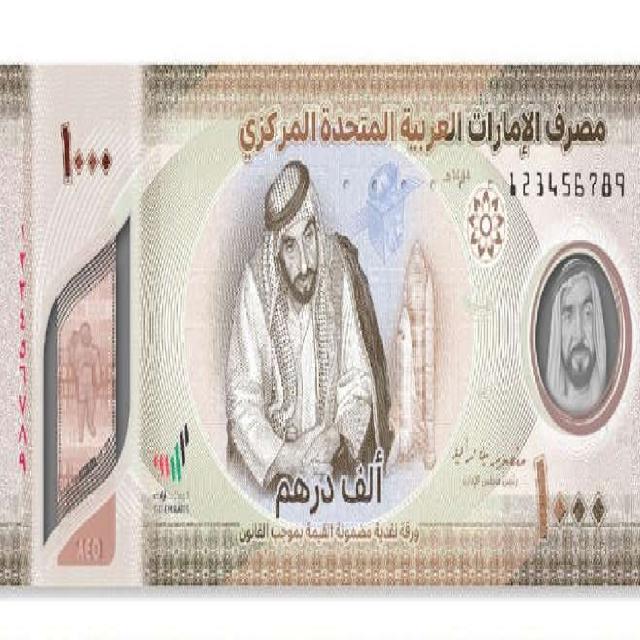 مصرف الإمارات العربية المتحدة المركزي
١٠٠٠
123456789
١٢٣٤٥٦٧٨٩
ألف درهم
ورقة نقدية مضمونة القيمة بموجب القانون
١٠٠٠